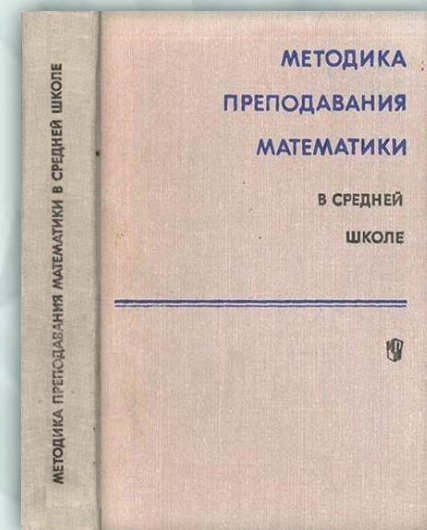 МЕТОДИКА ПРЕПОДАВАНИЯ МАТЕМАТИКИ В СРЕДНЕЙ ШКОЛЕ
МЕТОДИКА
ПРЕПОДАВАНИЯ
МАТЕМАТИКИ
В СРЕДНЕЙ
ШКОЛЕ